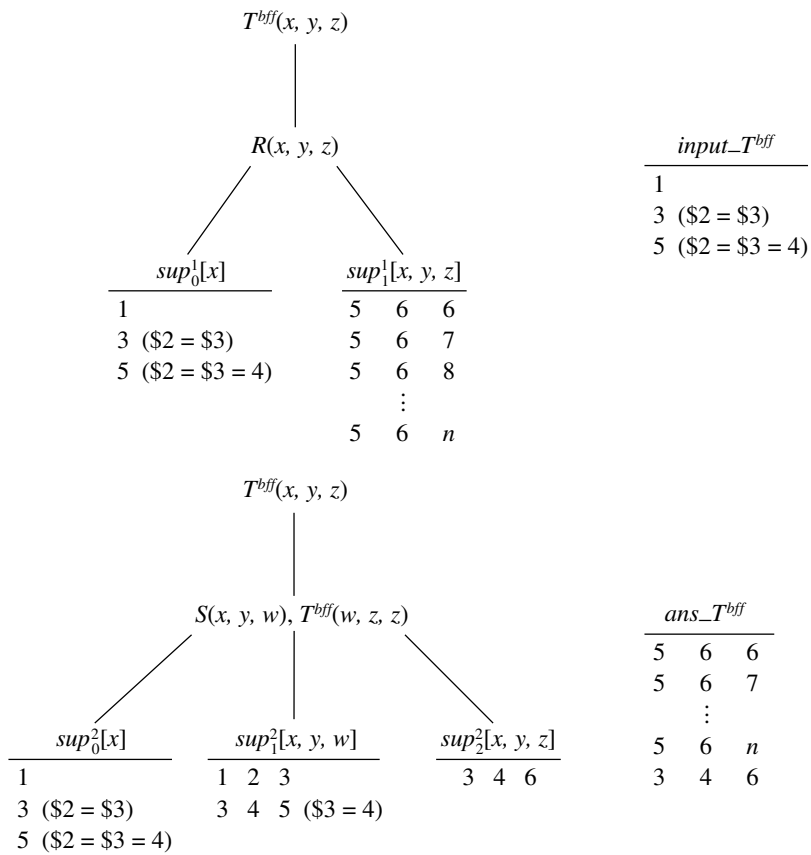 T^{bff}(x, y, z)
R(x, y, z)
input_T^{bff}
1
3 ($2 = $3)
5 ($2 = $3 = 4)
sup^1_0[x]
1
3 ($2 = $3)
5 ($2 = $3 = 4)
sup^1_1[x, y, z]
5 6 6
5 6 7
5 6 8
⋮
5 6 n
T^{bff}(x, y, z)
S(x, y, w), T^{bff}(w, z, z)
ans_T^{bff}
5 6 6
5 6 7
⋮
5 6 n
3 4 6
sup^2_0[x]
1
3 ($2 = $3)
5 ($2 = $3 = 4)
sup^2_1[x, y, w]
1 2 3
3 4 5 ($3 = 4)
sup^2_2[x, y, z]
3 4 6